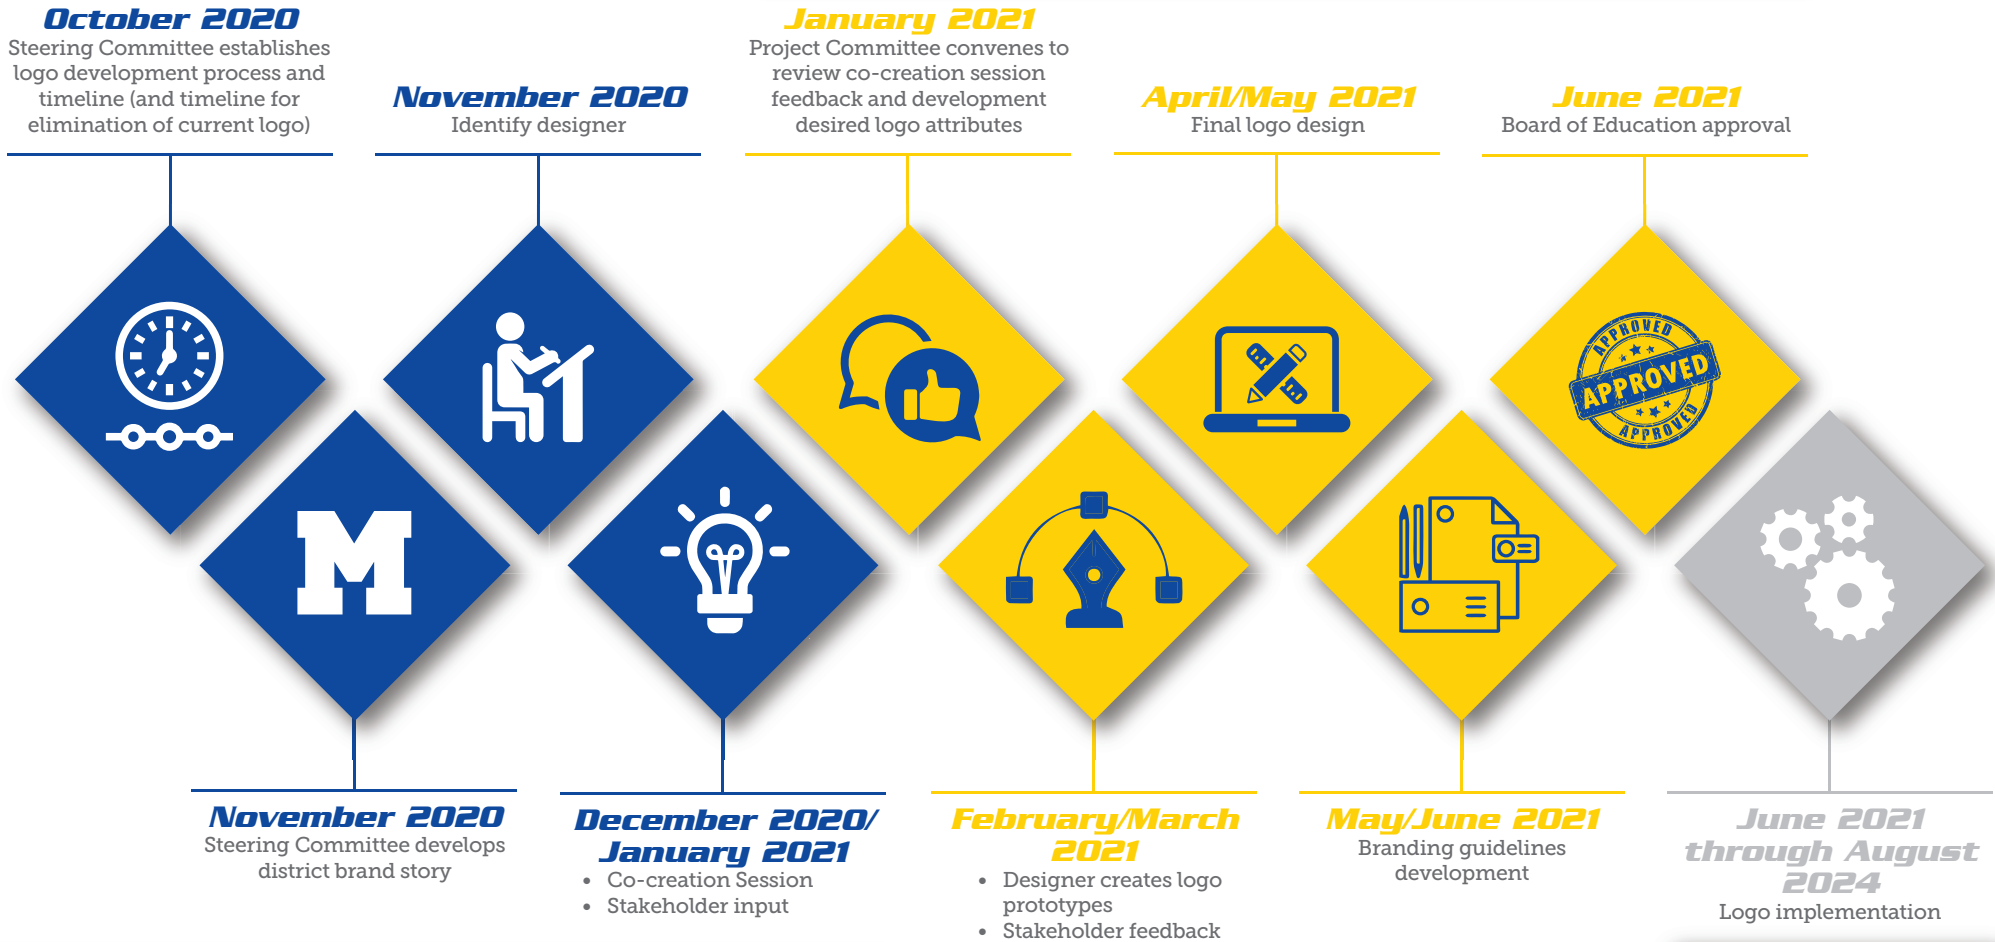 October 2020
Steering Committee establishes
logo development process and
timeline (and timeline for
elimination of current logo)
November 2020
Steering Committee develops
district brand story
November 2020
Identify designer
December 2020/
January 2021
• Co-creation Session
• Stakeholder input
January 2021
Project Committee convenes to
review co-creation session
feedback and development
desired logo attributes
February/March
2021
• Designer creates logo
prototypes
• Stakeholder feedback
April/May 2021
Final logo design
May/June 2021
Branding guidelines
development
June 2021
Board of Education approval
June 2021
through August
2024
Logo implementation
M
APPROVED
APPROVED
APPROVED